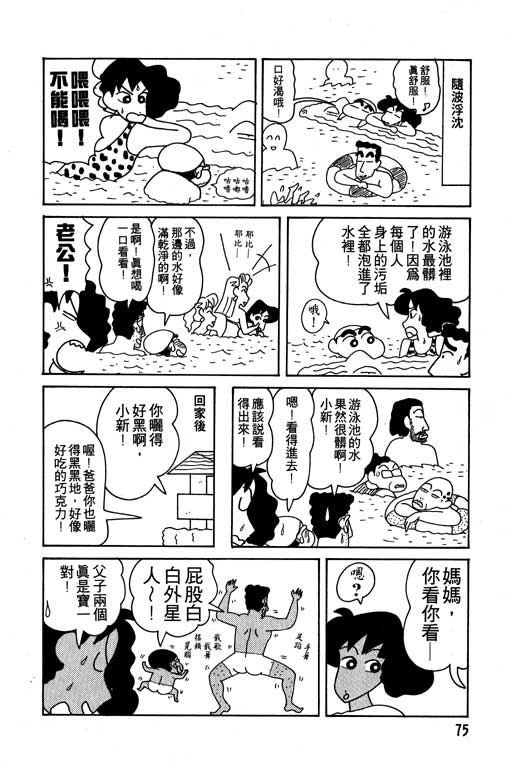 隨波浮沈
舒服!
真舒服!
口好渴哦!
喂喂喂!
不能喝!
咕嚕
咕嘟
咕嚕
游泳池裡
的水最髒
了!因為
每個人
身上的污垢
全都泡進了
水裡!
哦!
耶比—
耶比—
不過,
那邊的水好像
滿乾淨的啊!
是啊!真想喝
一口看看!
老公!
游泳池的水
果然很髒啊!
小新!
嗯!看得進去!
應該說看
得出來!
回家後
你曬得
好黑啊,
小新!
喔!爸爸你也曬
得黑黑地,好像
好吃的巧克力!
媽媽,
你看你看—
嗯?
手舞
足蹈
屁股白
白外星
人~!
父子兩個
真是寶一
對!
75